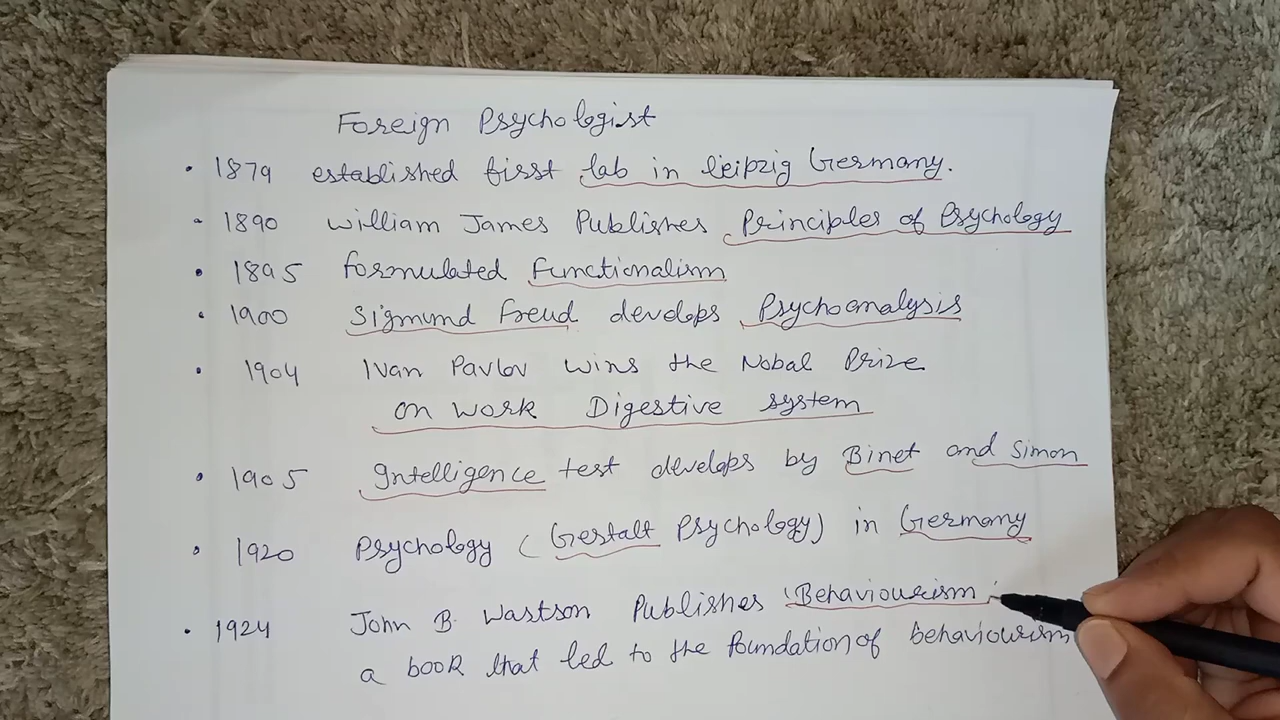 Foreign Psychologist
• 1879 established first lab in leipzig Germany.
• 1890 William James Publishes Principles of Psychology
• 1895 formulated Functionalism
• 1900 Sigmund Freud develops Psychoanalysis
• 1904 Ivan Pavlov wins the Nobal Prize
on work Digestive system
• 1905 Intelligence test develops by Binet and Simon
• 1920 Psychology (Gestalt Psychology) in Germany
• 1924 John B. Wastson Publishes 'Behaviourism'
a book that led to the foundation of behaviourism